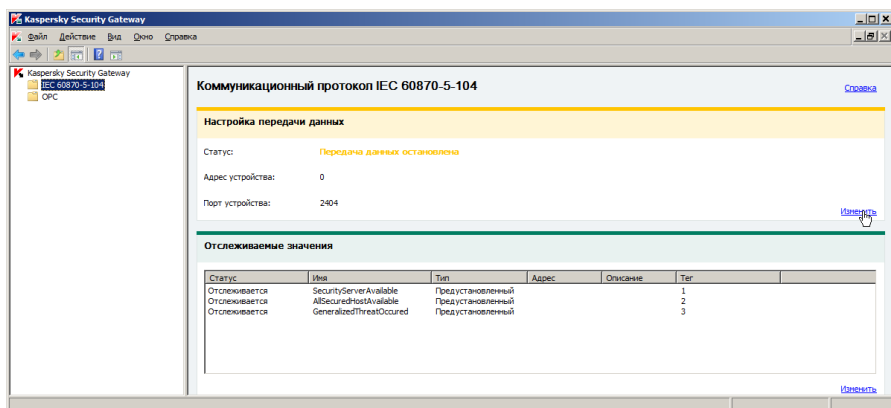 Kaspersky Security Gateway
Файл Действие Вид Окно Справка
Kaspersky Security Gateway
IEC 60870-5-104
OPC
Коммуникационный протокол IEC 60870-5-104
Справка
Настройка передачи данных
Статус: Передача данных остановлена
Адрес устройства: 0
Порт устройства: 2404
Изменить
Отслеживаемые значения
Статус Имя Тип Адрес Описание Тег
Отслеживается SecurityServerAvailable Предустановленный 1
Отслеживается AllSecuredHostAvailable Предустановленный 2
Отслеживается GeneralizedThreatOccured Предустановленный 3
Изменить